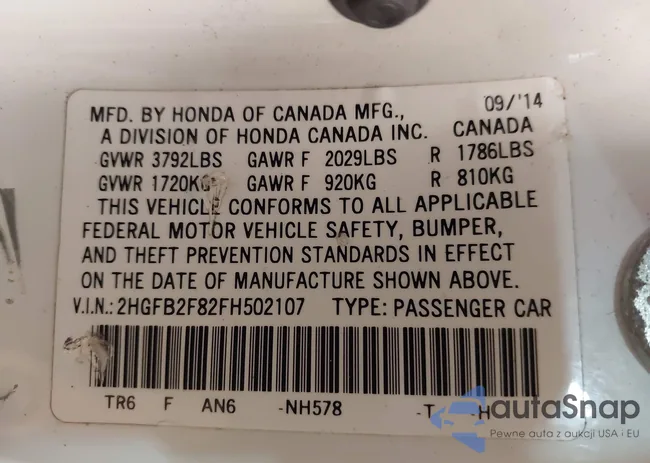 MFD. BY HONDA OF CANADA MFG., 09/'14
A DIVISION OF HONDA CANADA INC. CANADA
GVWR 3792LBS GAWR F 2029LBS R 1786LBS
GVWR 1720KG GAWR F 920KG R 810KG
THIS VEHICLE CONFORMS TO ALL APPLICABLE
FEDERAL MOTOR VEHICLE SAFETY, BUMPER,
AND THEFT PREVENTION STANDARDS IN EFFECT
ON THE DATE OF MANUFACTURE SHOWN ABOVE.
V.I.N.: 2HGFB2F82FH502107 TYPE: PASSENGER CAR
TR6 F AN6 -NH578 -T H
autaSnap
Pewne auta z aukcji USA i EU